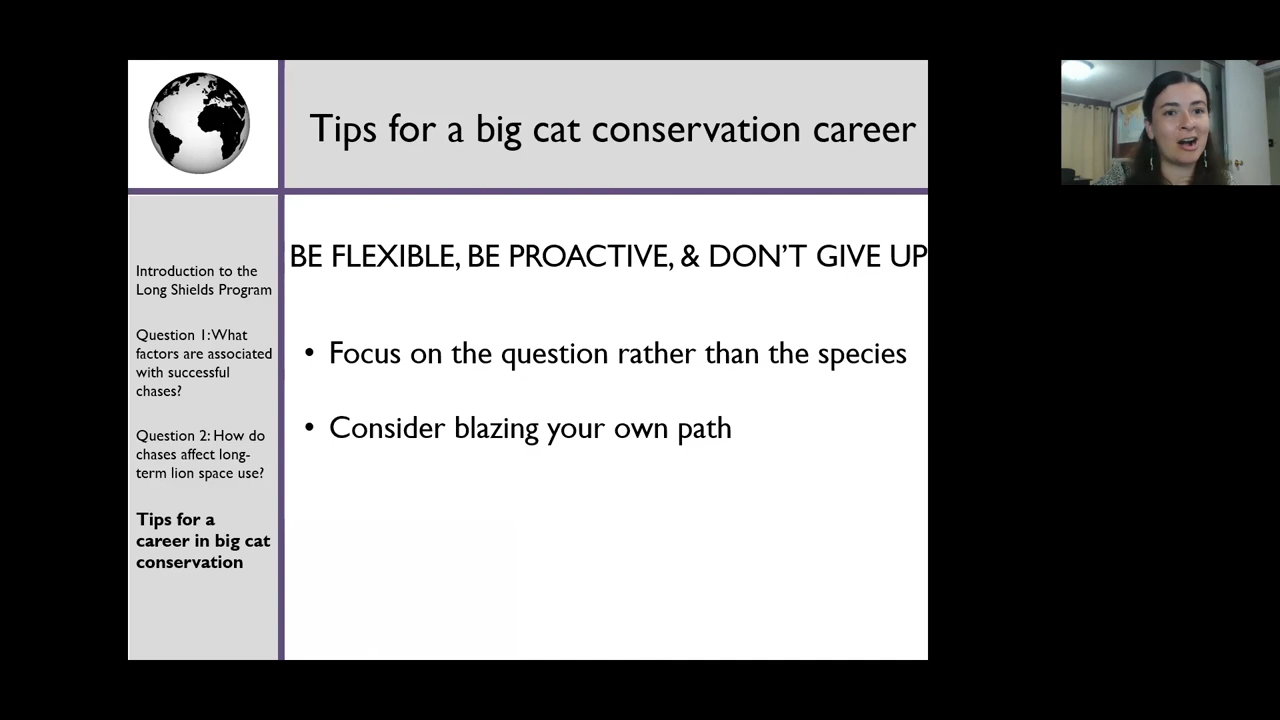 Tips for a big cat conservation career
Introduction to the
Long Shields Program
Question 1: What
factors are associated
with successful
chases?
Question 2: How do
chases affect long-
term lion space use?
Tips for a
career in big cat
conservation
BE FLEXIBLE, BE PROACTIVE, & DON'T GIVE UP
• Focus on the question rather than the species
• Consider blazing your own path